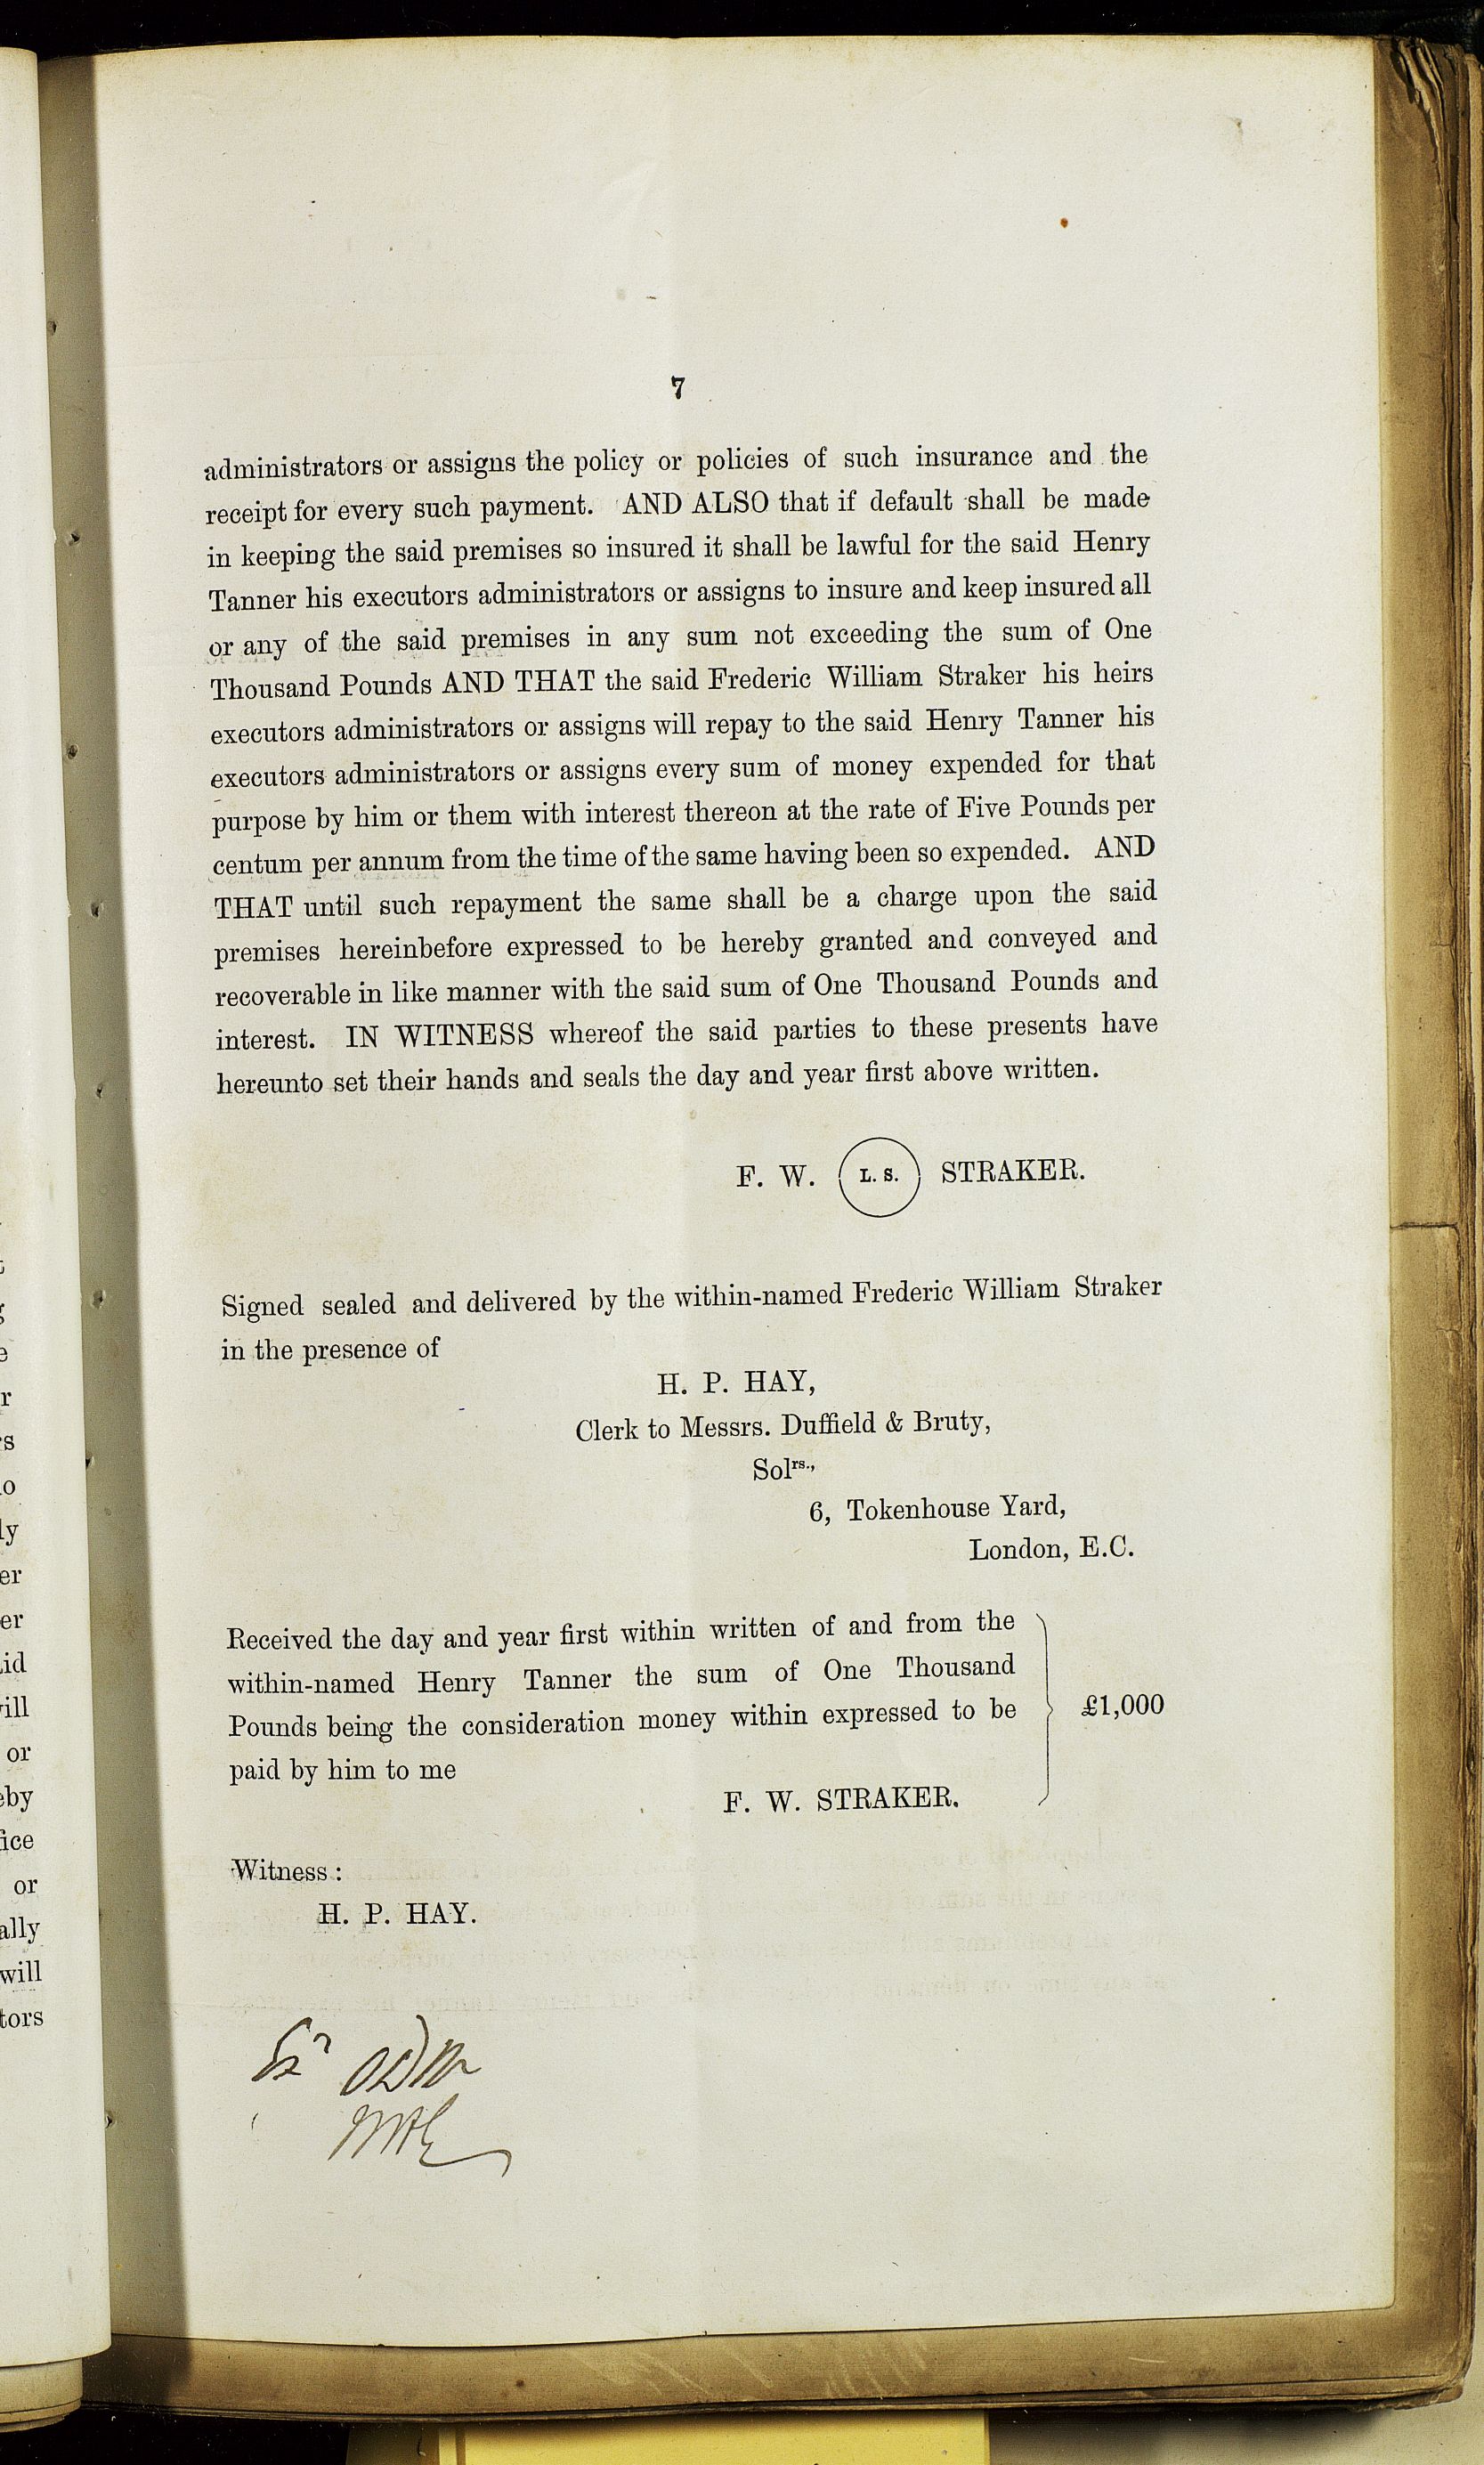 7
administrators or assigns the policy or policies of such insurance and the
receipt for every such payment. AND ALSO that if default shall be made
in keeping the said premises so insured it shall be lawful for the said Henry
Tanner his executors administrators or assigns to insure and keep insured all
or any of the said premises in any sum not exceeding the sum of One
Thousand Pounds AND THAT the said Frederic William Straker his heirs
executors administrators or assigns will repay to the said Henry Tanner his
executors administrators or assigns every sum of money expended for that
purpose by him or them with interest thereon at the rate of Five Pounds per
centum per annum from the time of the same having been so expended. AND
THAT until such repayment the same shall be a charge upon the said
premises hereinbefore expressed to be hereby granted and conveyed and
recoverable in like manner with the said sum of One Thousand Pounds and
interest. IN WITNESS whereof the said parties to these presents have
hereunto set their hands and seals the day and year first above written.
F. W. L. S. STRAKER.
Signed sealed and delivered by the within-named Frederic William Straker
in the presence of
H. P. HAY,
Clerk to Messrs. Duffield & Bruty,
Solrs.,
6, Tokenhouse Yard,
London, E.C.
Received the day and year first within written of and from the
within-named Henry Tanner the sum of One Thousand
Pounds being the consideration money within expressed to be
paid by him to me
£1,000
F. W. STRAKER.
Witness:
H. P. HAY.